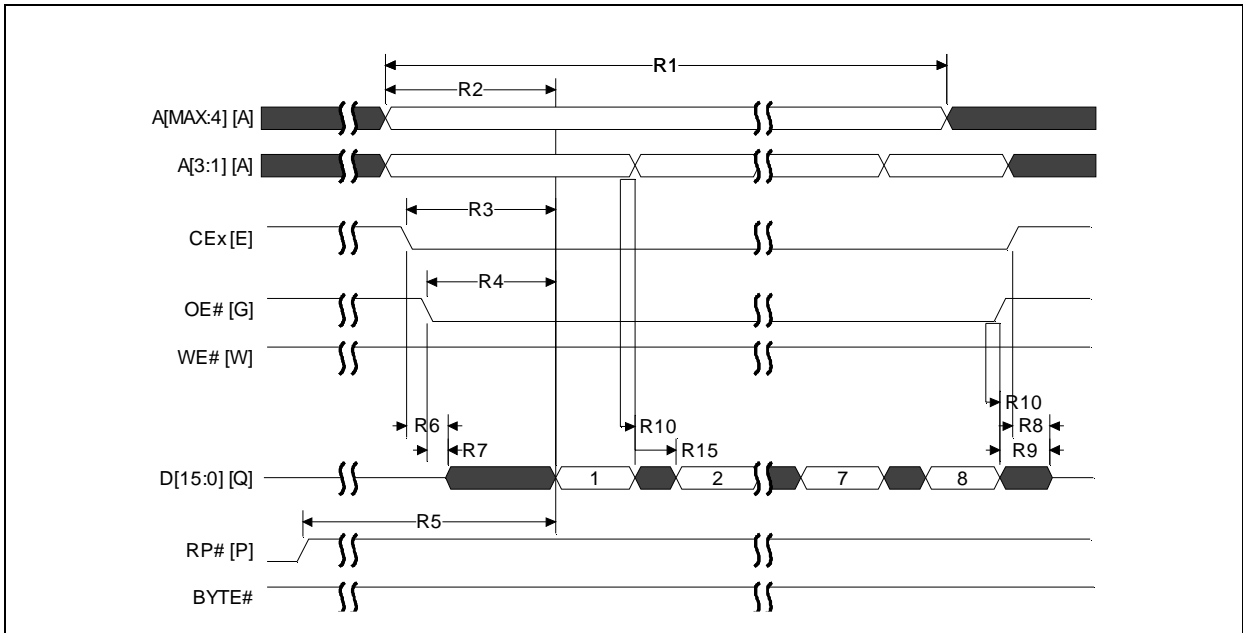 R1
R2
A[MAX:4] [A]
A[3:1] [A]
R3
CEx [E]
R4
OE# [G]
WE# [W]
R10
R6
R10
R8
R7
R15
R9
D[15:0] [Q]
1
2
7
8
R5
RP# [P]
BYTE#